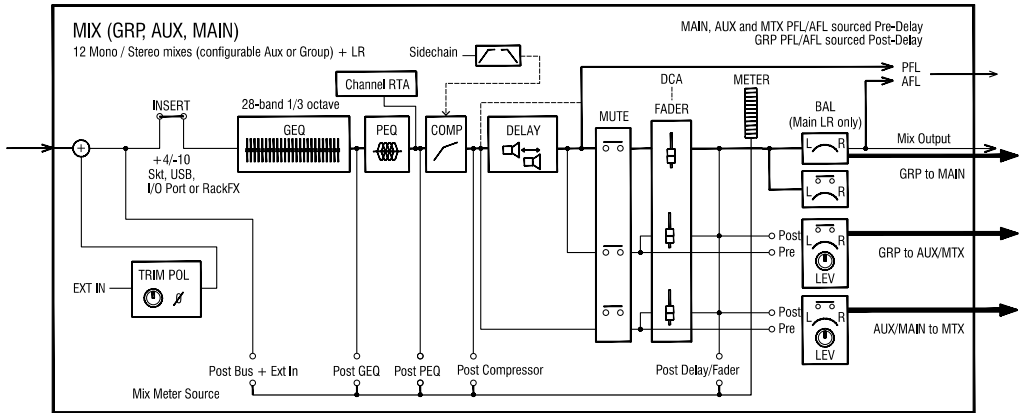 MIX (GRP, AUX, MAIN)
12 Mono / Stereo mixes (configurable Aux or Group) + LR
MAIN, AUX and MTX PFL/AFL sourced Pre-Delay
GRP PFL/AFL sourced Post-Delay
Sidechain
Channel RTA
DCA
METER
PFL
AFL
INSERT
28-band 1/3 octave
GEQ
PEQ
COMP
DELAY
MUTE
FADER
BAL
(Main LR only)
L R
Mix Output
GRP to MAIN
+4/-10
Skt, USB,
I/O Port or RackFX
L R
Post
Pre
L R
LEV
GRP to AUX/MTX
EXT IN
TRIM POL
Post
Pre
L R
LEV
AUX/MAIN to MTX
Post Bus + Ext In
Post GEQ
Post PEQ
Post Compressor
Post Delay/Fader
Mix Meter Source